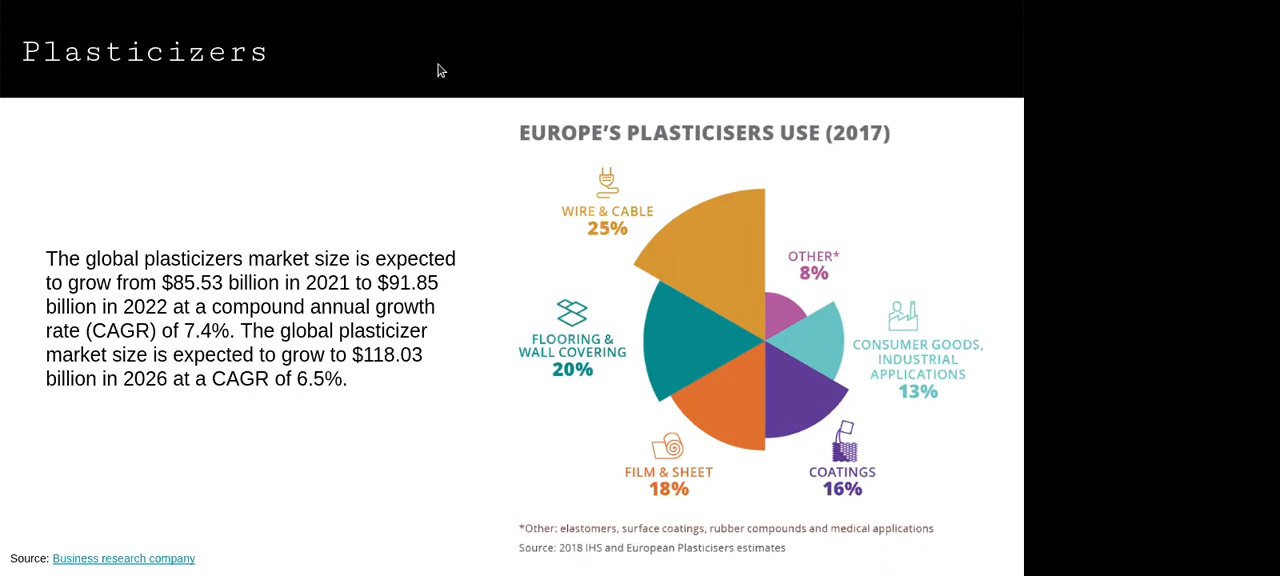 Plasticizers
The global plasticizers market size is expected
to grow from $85.53 billion in 2021 to $91.85
billion in 2022 at a compound annual growth
rate (CAGR) of 7.4%. The global plasticizer
market size is expected to grow to $118.03
billion in 2026 at a CAGR of 6.5%.
Source: Business research company
EUROPE'S PLASTICISERS USE (2017)
WIRE & CABLE
25%
OTHER*
8%
FLOORING &
WALL COVERING
20%
CONSUMER GOODS,
INDUSTRIAL
APPLICATIONS
13%
FILM & SHEET
18%
COATINGS
16%
*Other: elastomers, surface coatings, rubber compounds and medical applications
Source: 2018 IHS and European Plasticisers estimates